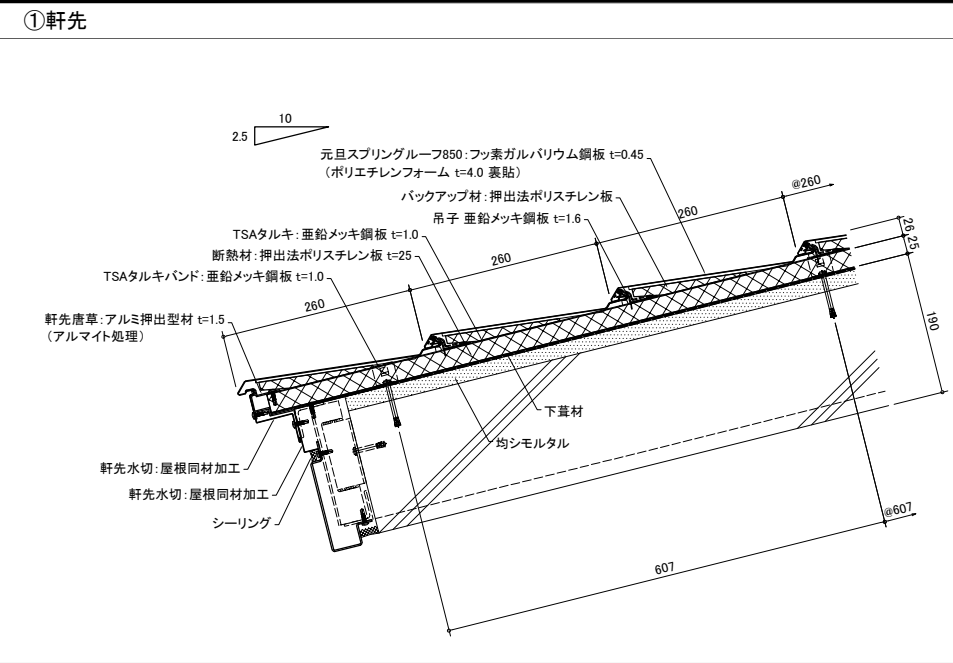 ①軒先
10
2.5
元旦スプリングルーフ850：フッ素ガルバリウム鋼板 t=0.45
（ポリエチレンフォーム t=4.0 裏貼）
バックアップ材：押出法ポリスチレン板
吊子 亜鉛メッキ鋼板 t=1.6
TSAタルキ：亜鉛メッキ鋼板 t=1.0
断熱材：押出法ポリスチレン板 t=25
TSAタルキバンド：亜鉛メッキ鋼板 t=1.0
軒先唐草：アルミ押出型材 t=1.5
（アルマイト処理）
260
260
260
@260
26
25
190
下葺材
均シモルタル
軒先水切：屋根同材加工
軒先水切：屋根同材加工
シーリング
@607
607